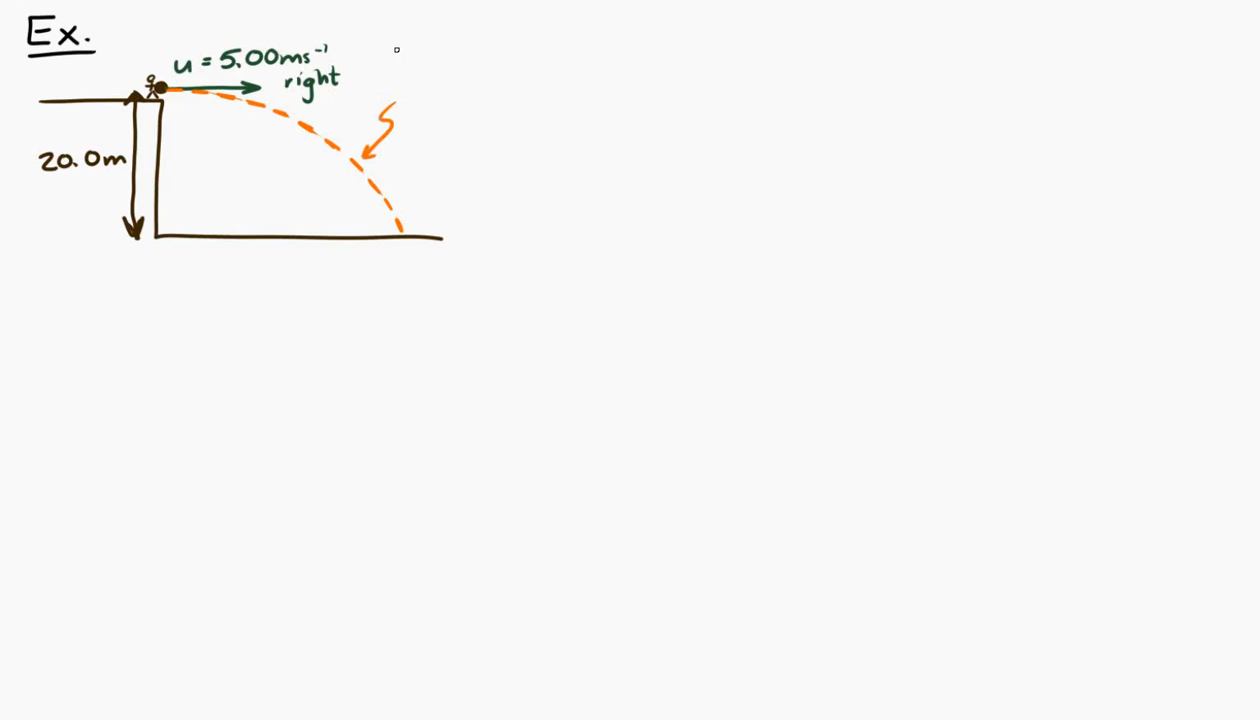 Ex.
u = 5.00ms⁻¹
right
20.0m